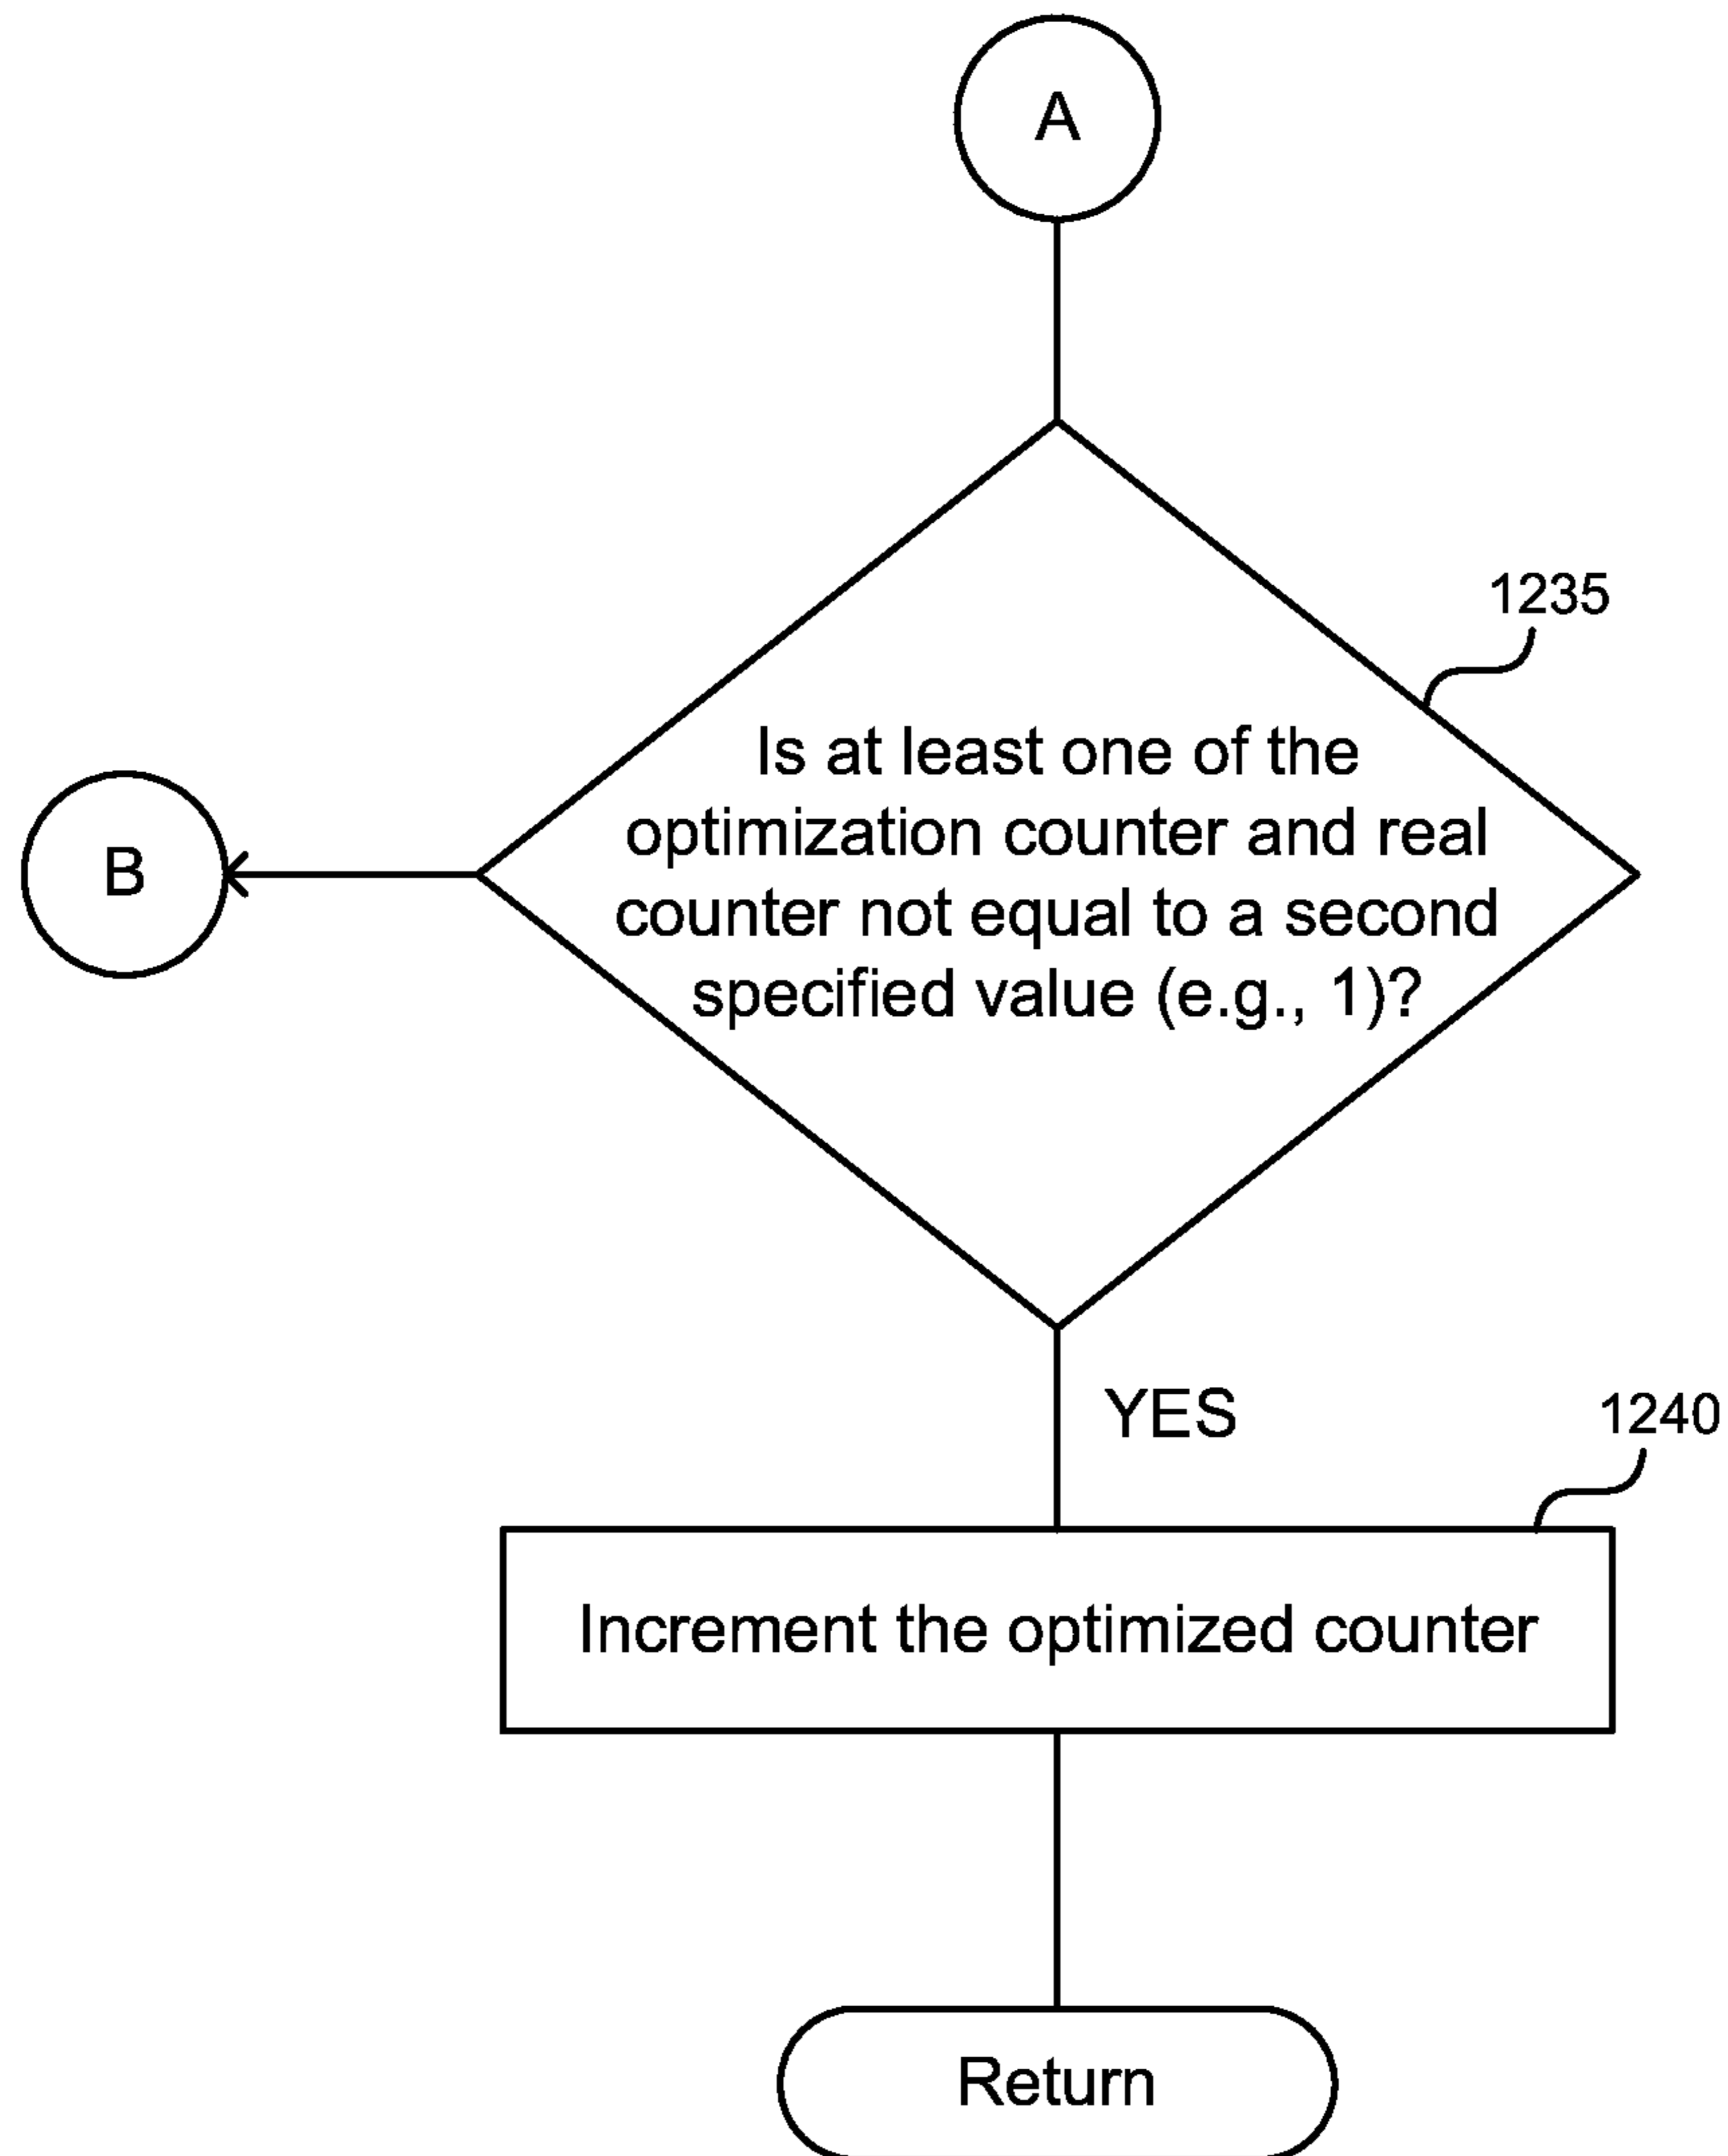 A
1235
Is at least one of the
optimization counter and real
counter not equal to a second
specified value (e.g., 1)?
B
YES
1240
Increment the optimized counter
Return